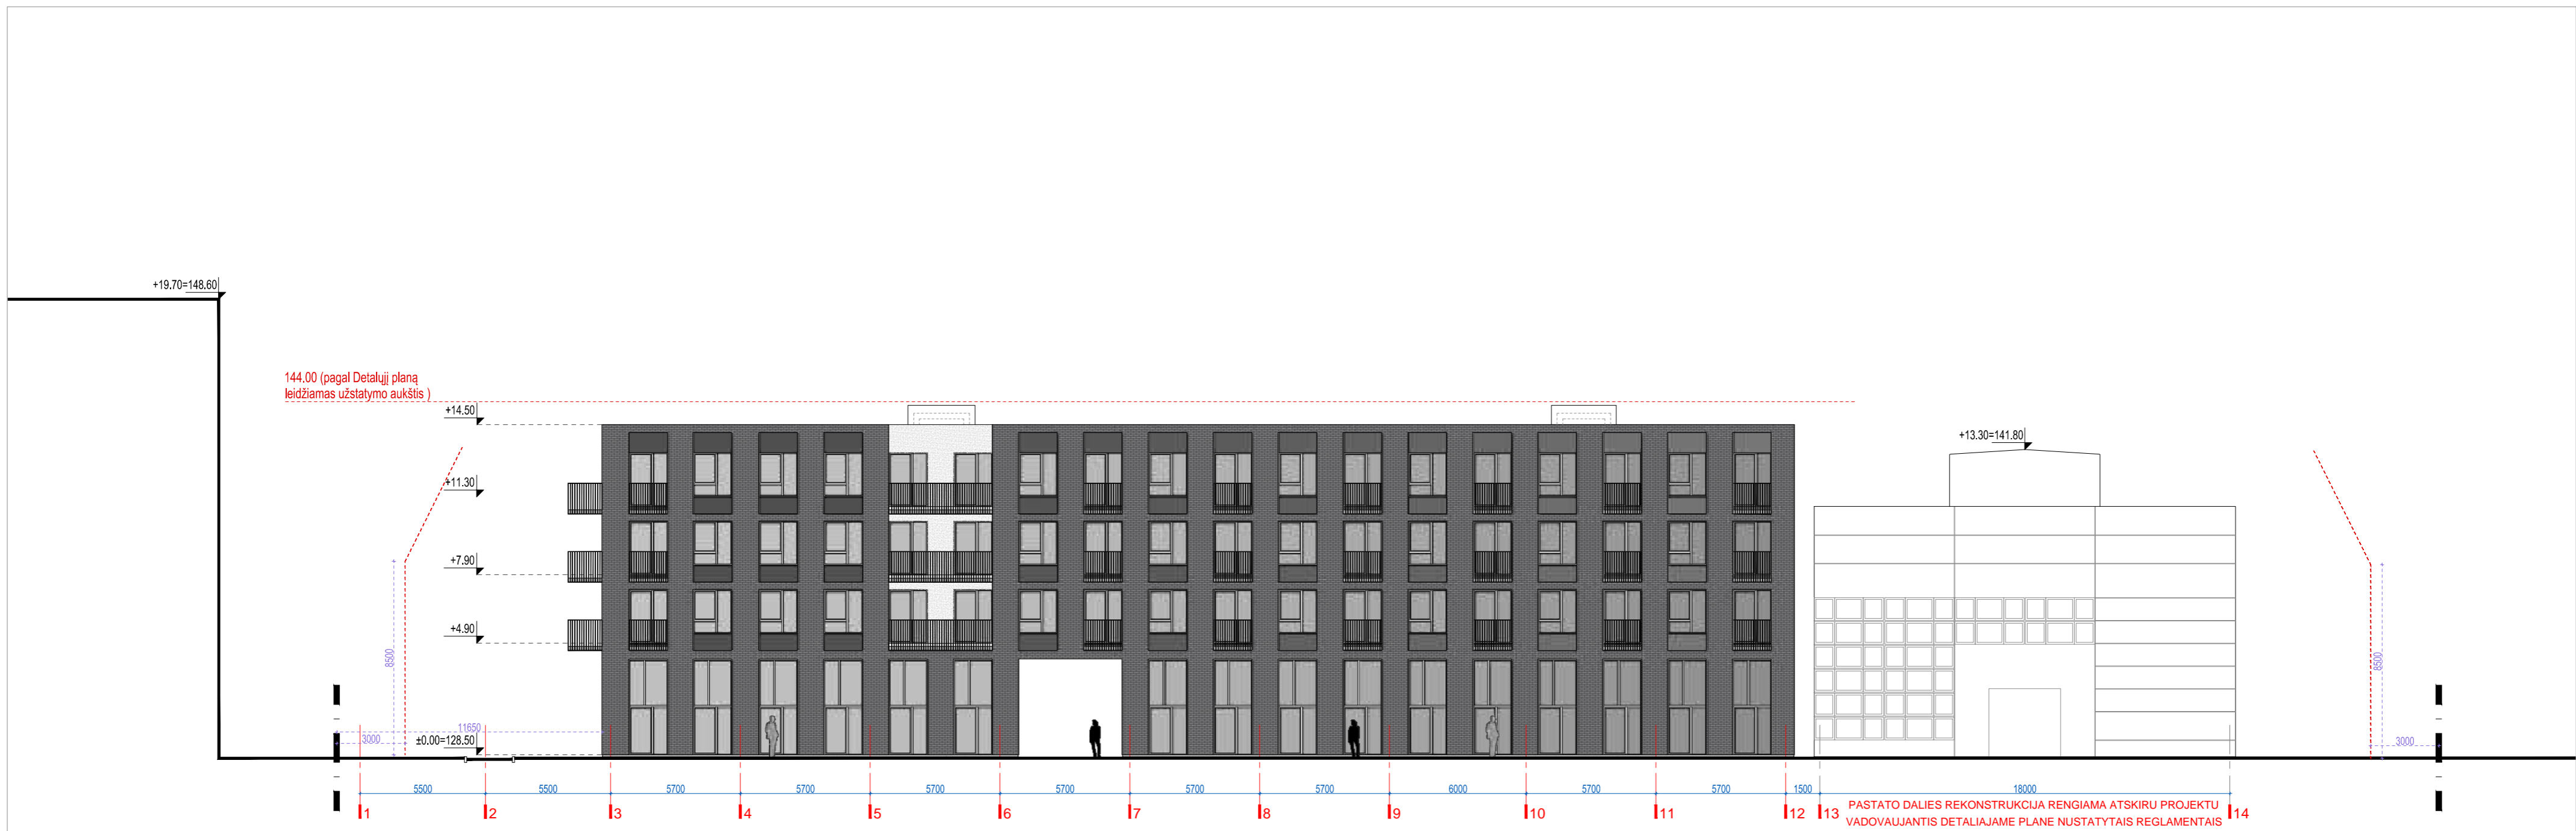 +19.70=148.60
144.00 (pagal Detalųjį planą
leidžiamas užstatymo aukštis )
+14.50
+13.30=141.80
+11.30
+7.90
+4.90
8500
8500
11650
3000
±0.00=128.50
3000
5500 5500 5700 5700 5700 5700 5700 5700 6000 5700 5700 1500 18000
1 2 3 4 5 6 7 8 9 10 11 12 13 14
PASTATO DALIES REKONSTRUKCIJA RENGIAMA ATSKIRU PROJEKTU
VADOVAUJANTIS DETALIAJAME PLANE NUSTATYTAIS REGLAMENTAIS